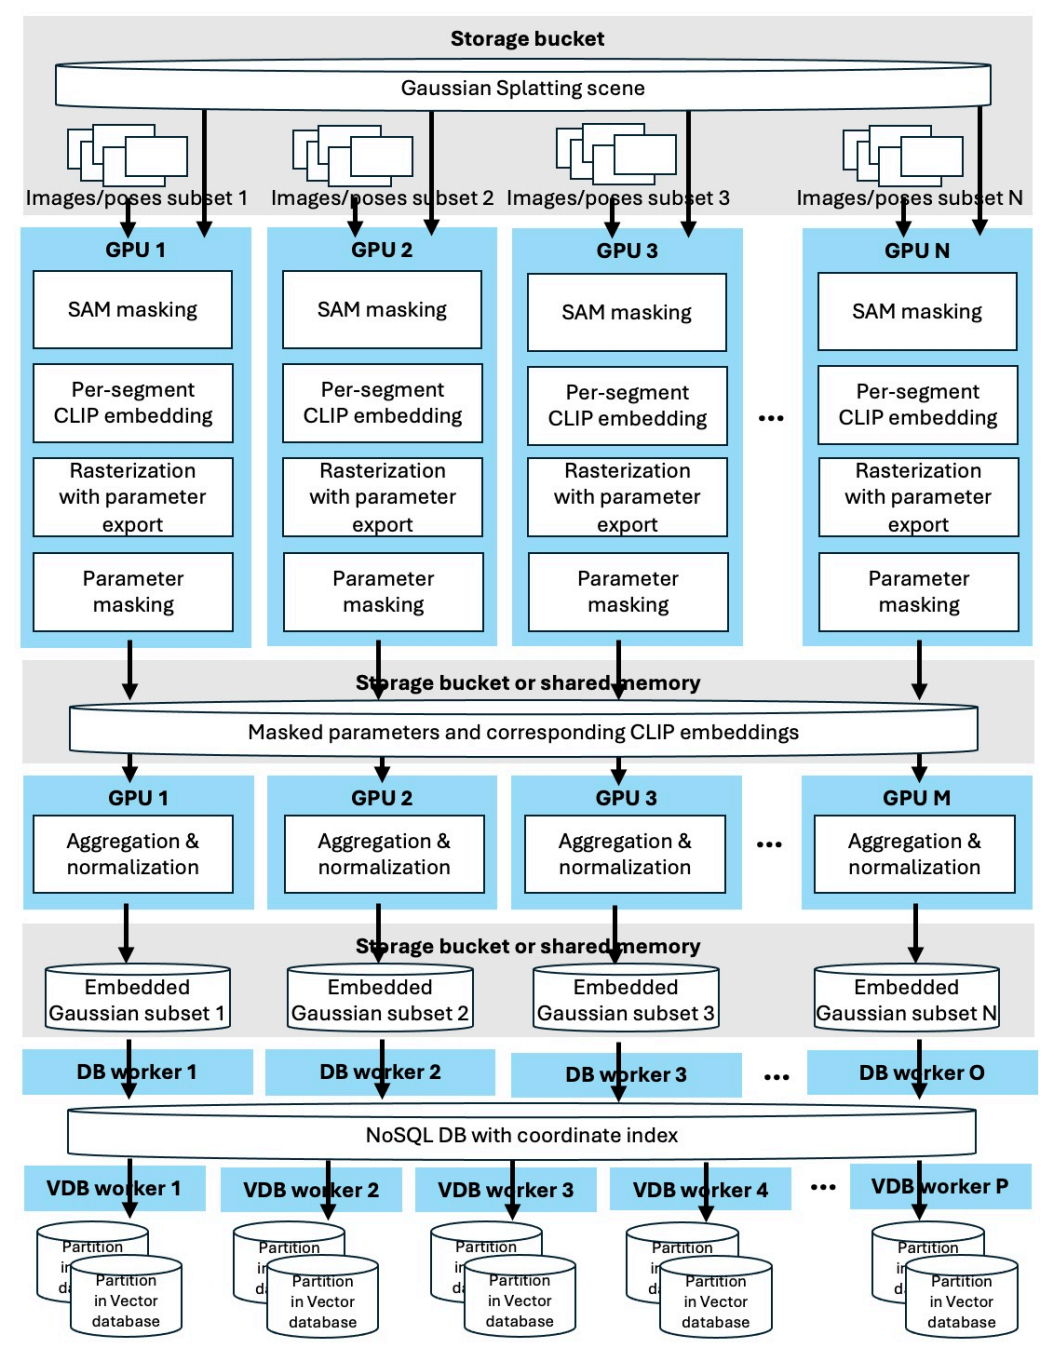 Storage bucket
Gaussian Splatting scene
Images/poses subset 1
Images/poses subset 2
Images/poses subset 3
Images/poses subset N
GPU 1
GPU 2
GPU 3
GPU N
SAM masking
SAM masking
SAM masking
SAM masking
Per-segment
CLIP embedding
Per-segment
CLIP embedding
Per-segment
CLIP embedding
...
Per-segment
CLIP embedding
Rasterization
with parameter
export
Rasterization
with parameter
export
Rasterization
with parameter
export
Rasterization
with parameter
export
Parameter
masking
Parameter
masking
Parameter
masking
Parameter
masking
Storage bucket or shared memory
Masked parameters and corresponding CLIP embeddings
GPU 1
GPU 2
GPU 3
GPU M
Aggregation &
normalization
Aggregation &
normalization
Aggregation &
normalization
...
Aggregation &
normalization
Storage bucket or shared memory
Embedded
Gaussian subset 1
Embedded
Gaussian subset 2
Embedded
Gaussian subset 3
Embedded
Gaussian subset N
DB worker 1
DB worker 2
DB worker 3
...
DB worker O
NoSQL DB with coordinate index
VDB worker 1
VDB worker 2
VDB worker 3
VDB worker 4
...
VDB worker P
Partition
in
Partition
in Vector
database
Partition
in
Partition
in Vector
database
Partition
in
Partition
in Vector
database
Partition
in
Partition
in Vector
database
Partition
in
Partition
in Vector
database